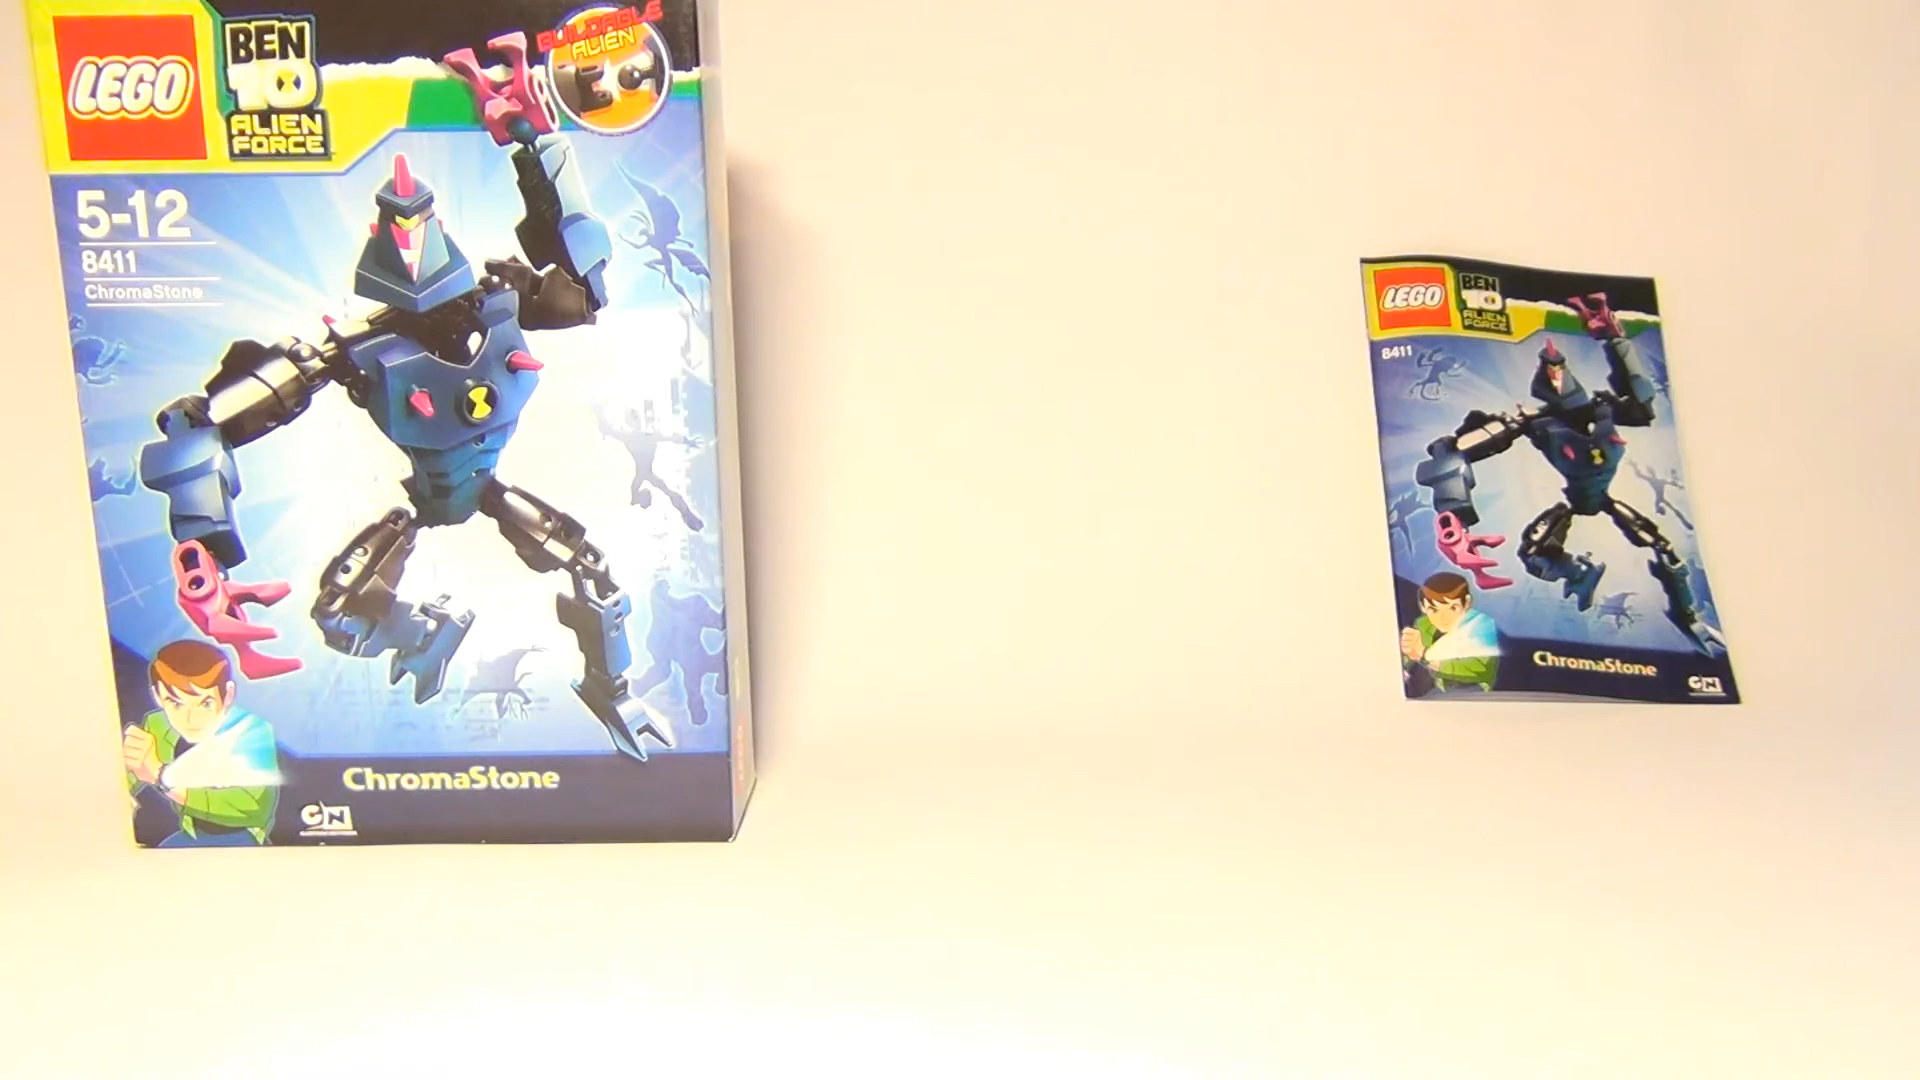 LEGO
BEN
10
ALIEN
FORCE
BUILDABLE
ALIEN
5-12
8411
ChromaStone
ChromaStone
CN
LEGO
BEN
10
ALIEN
FORCE
8411
ChromaStone
CN